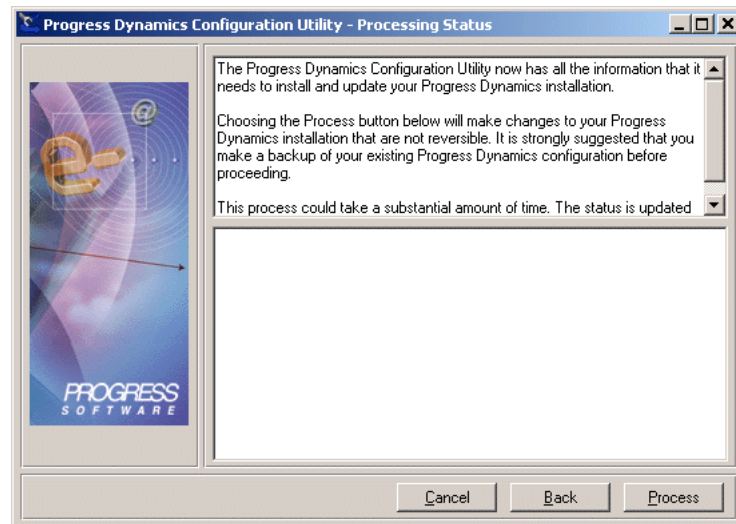 Progress Dynamics Configuration Utility - Processing Status
The Progress Dynamics Configuration Utility now has all the information that it
needs to install and update your Progress Dynamics installation.
Choosing the Process button below will make changes to your Progress
Dynamics installation that are not reversible. It is strongly suggested that you
make a backup of your existing Progress Dynamics configuration before
proceeding.
This process could take a substantial amount of time. The status is updated
@
e-
PROGRESS
SOFTWARE
Cancel Back Process